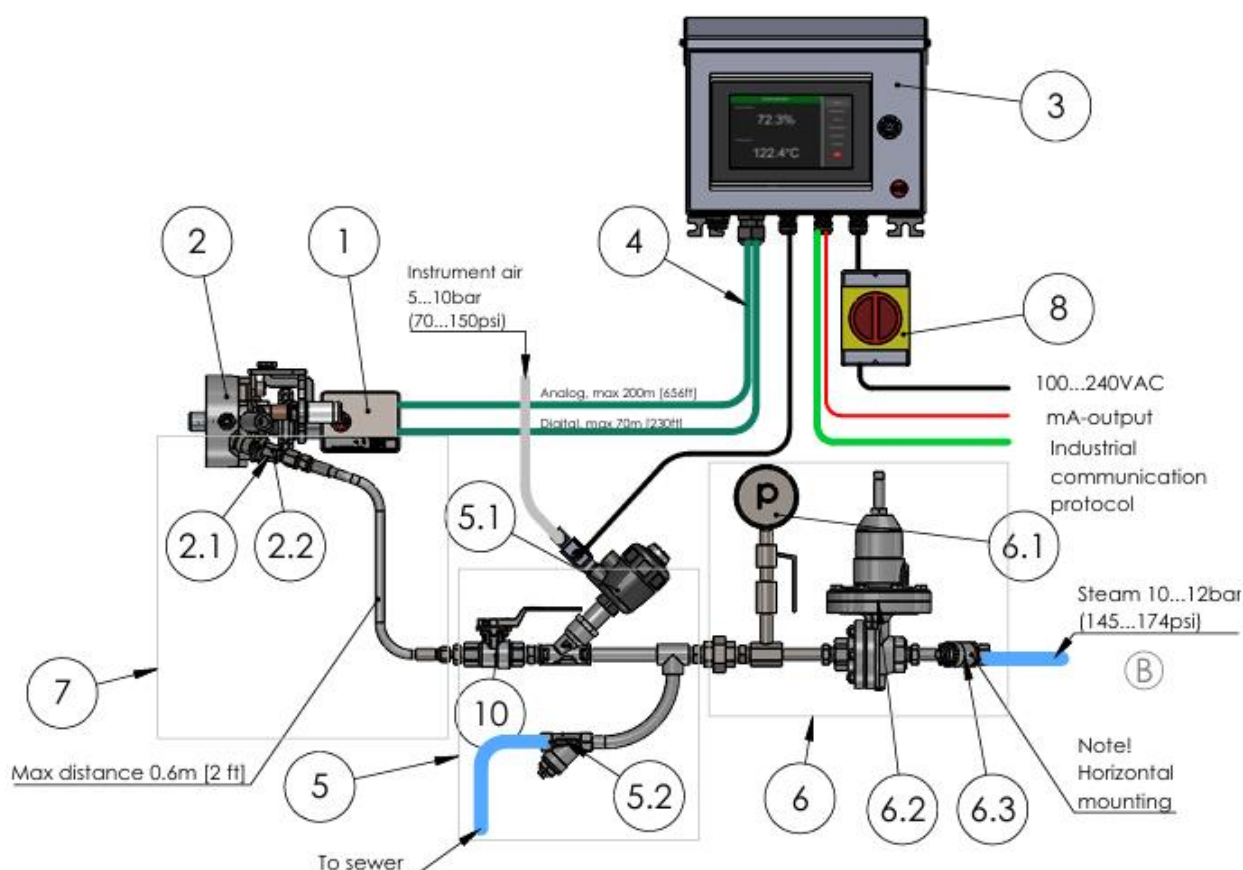 3
72.3%
122.4°C
2
1
4
Instrument air
5...10bar
(70...150psi)
8
100...240VAC
Analog, max 200m [656ft]
mA-output
Digital, max 70m [230ft]
Industrial
communication
protocol
p
5.1
2.1
2.2
6.1
Steam 10...12bar
(145...174psi)
B
7
10
Max distance 0.6m [2 ft]
5
5.2
6
6.2
6.3
Note!
Horizontal
mounting
To sewer